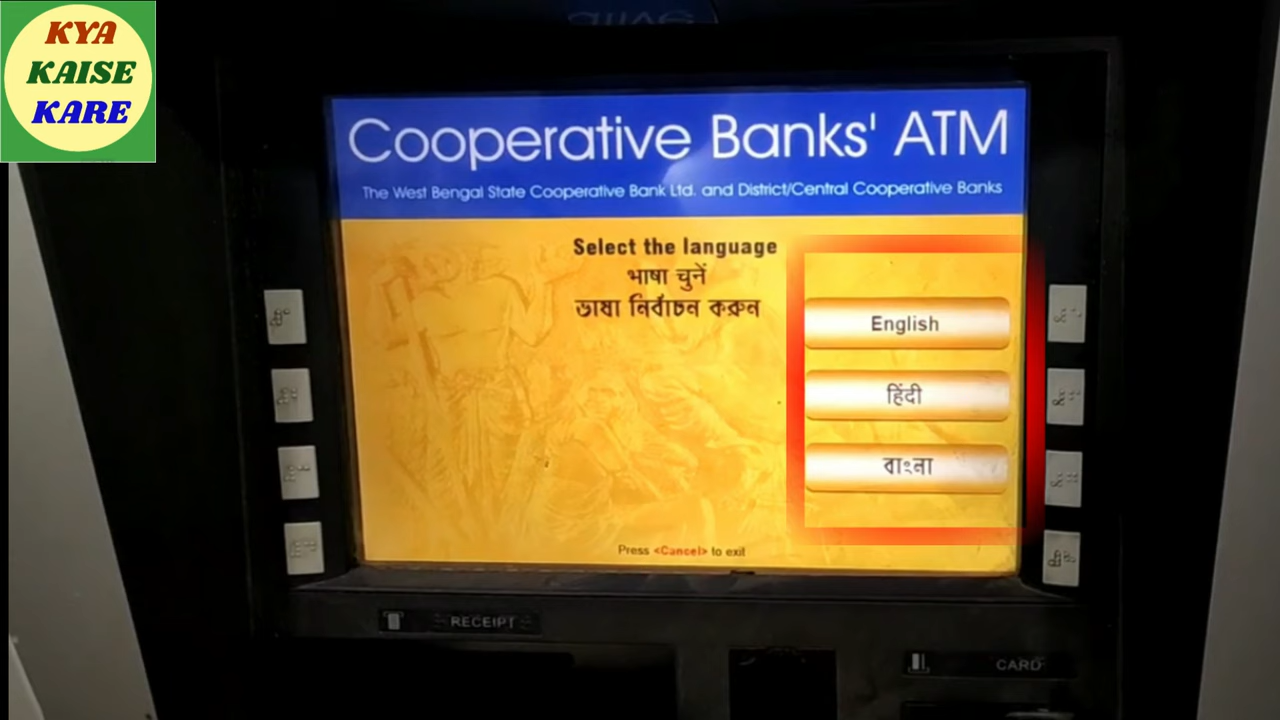 KYA
KAISE
KARE
Cooperative Banks' ATM
The West Bengal State Cooperative Bank Ltd. and District/Central Cooperative Banks
Select the language
भाषा चुनें
ভাষা নির্বাচন করুন
English
हिंदी
বাংলা
Press <Cancel> to exit
RECEIPT
CARD